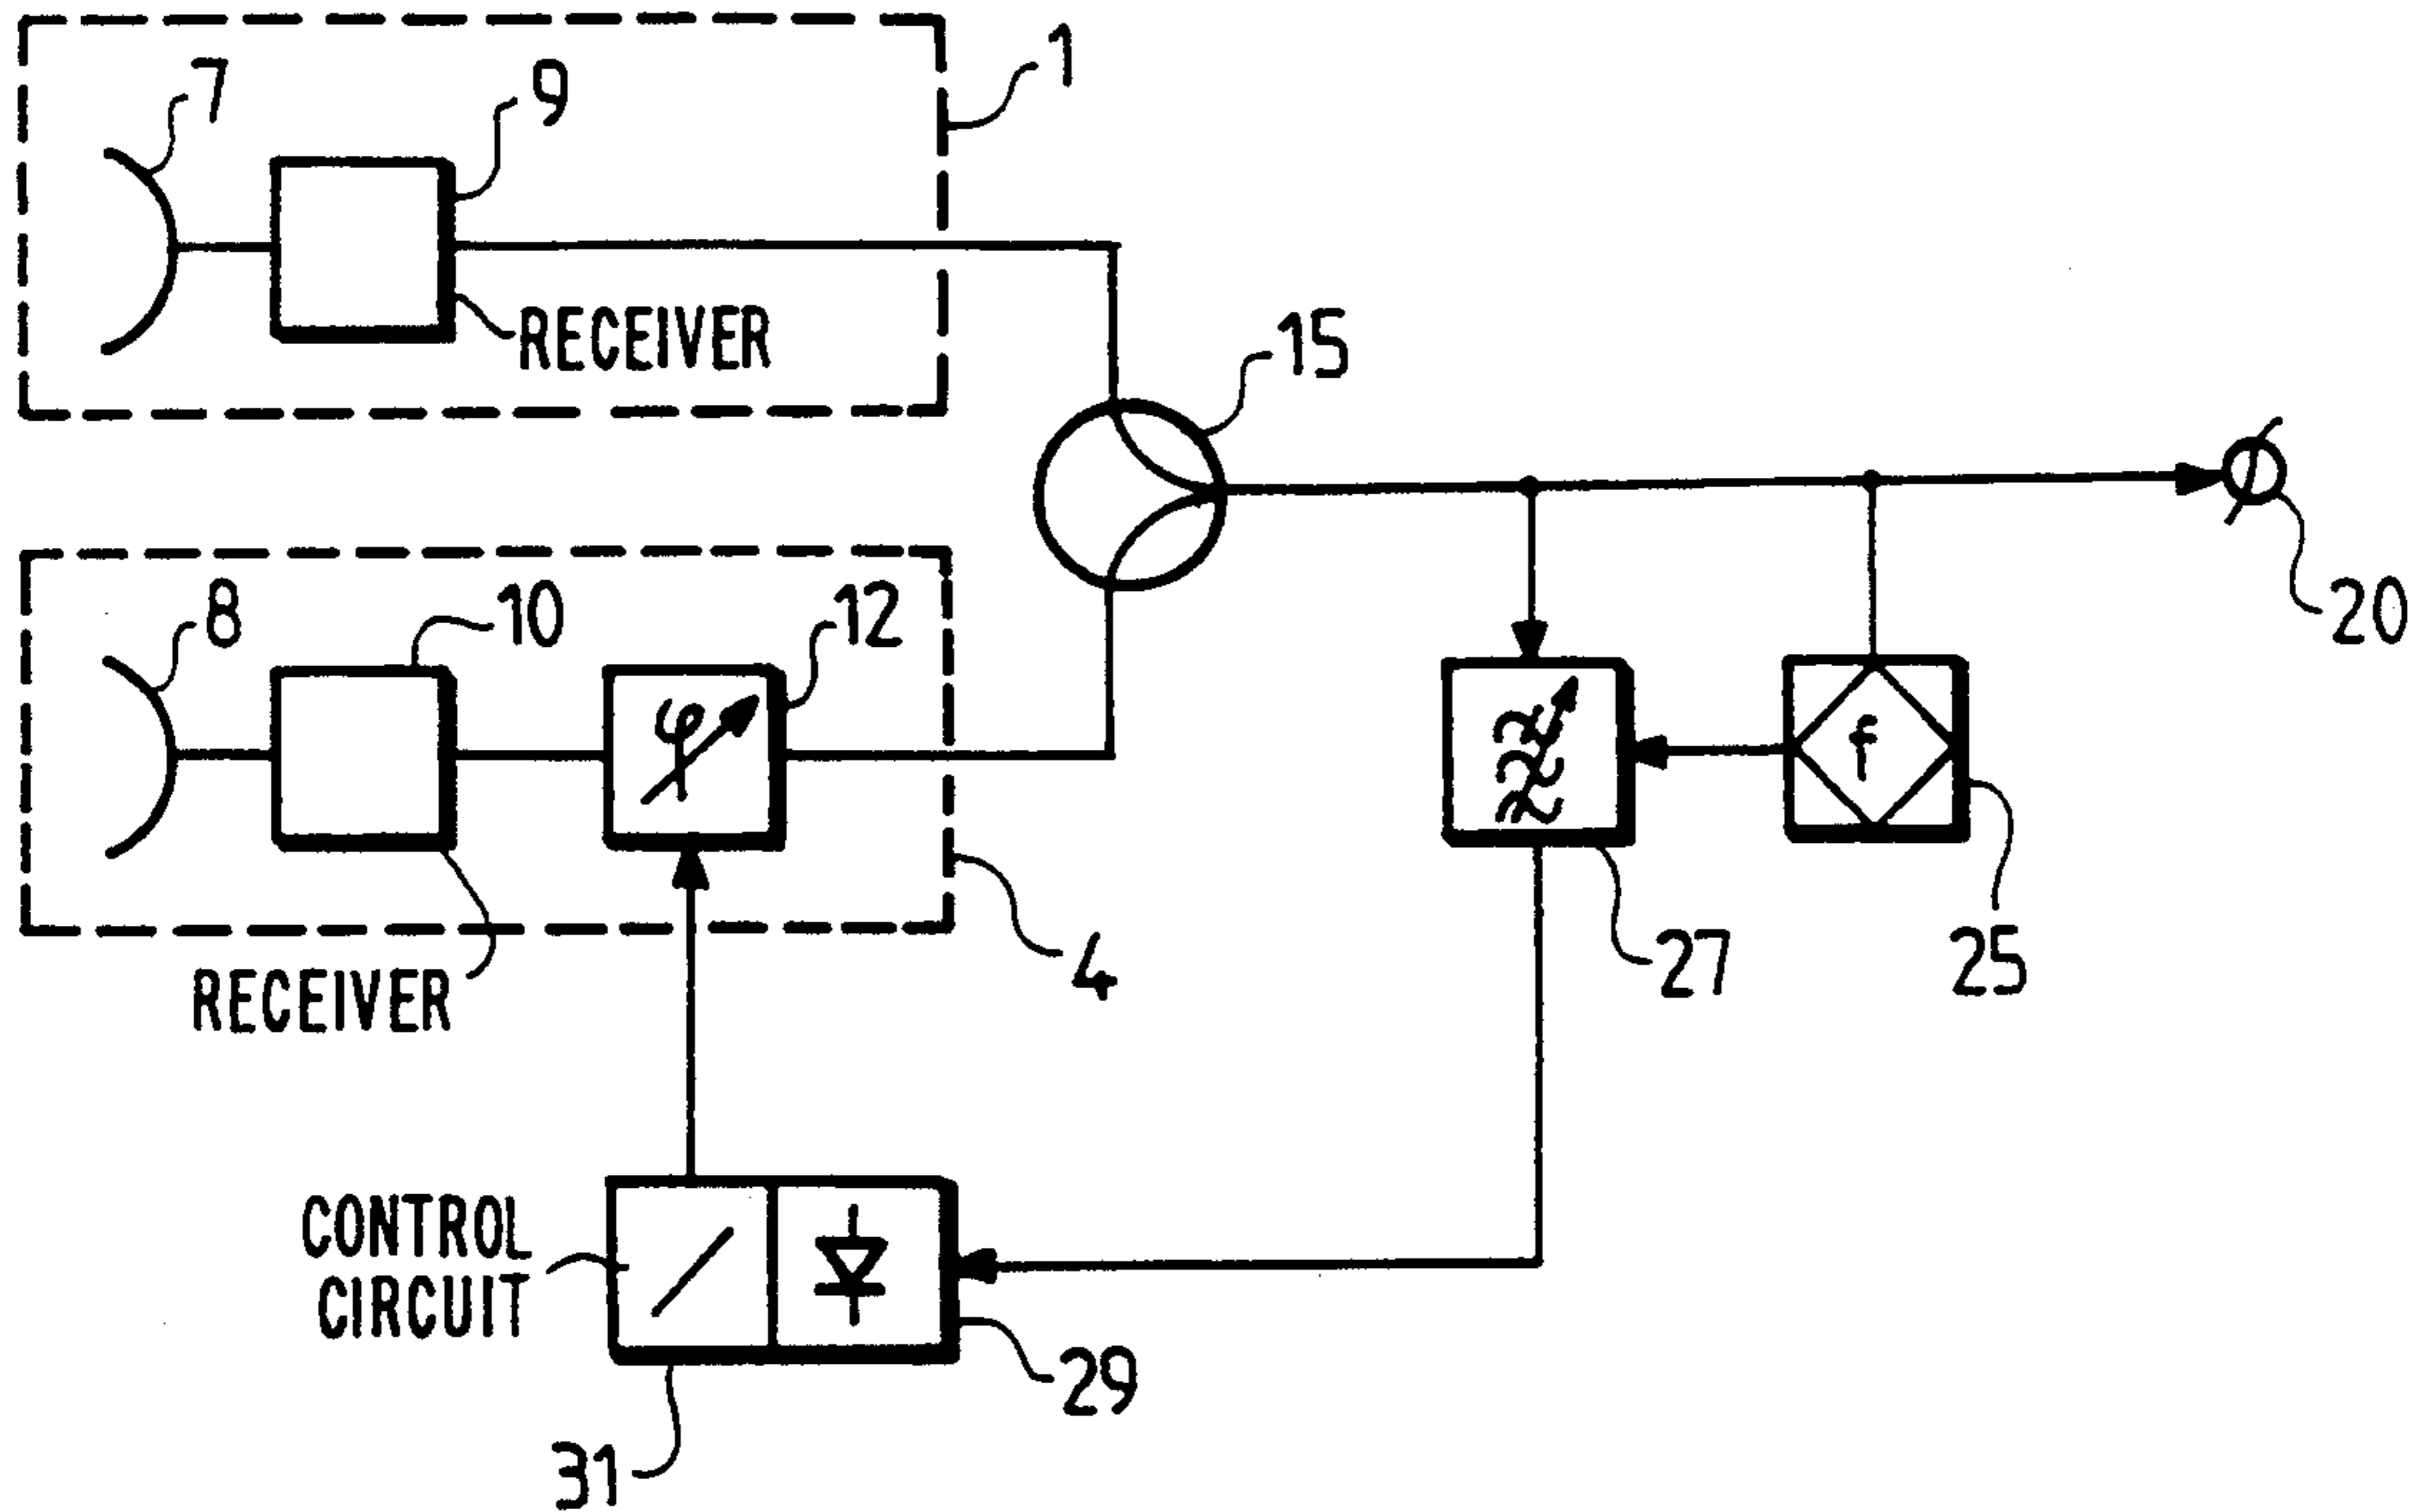 1
7
9
RECEIVER
15
20
8
10
12
φ
f
4
27
25
RECEIVER
CONTROL
CIRCUIT
29
31